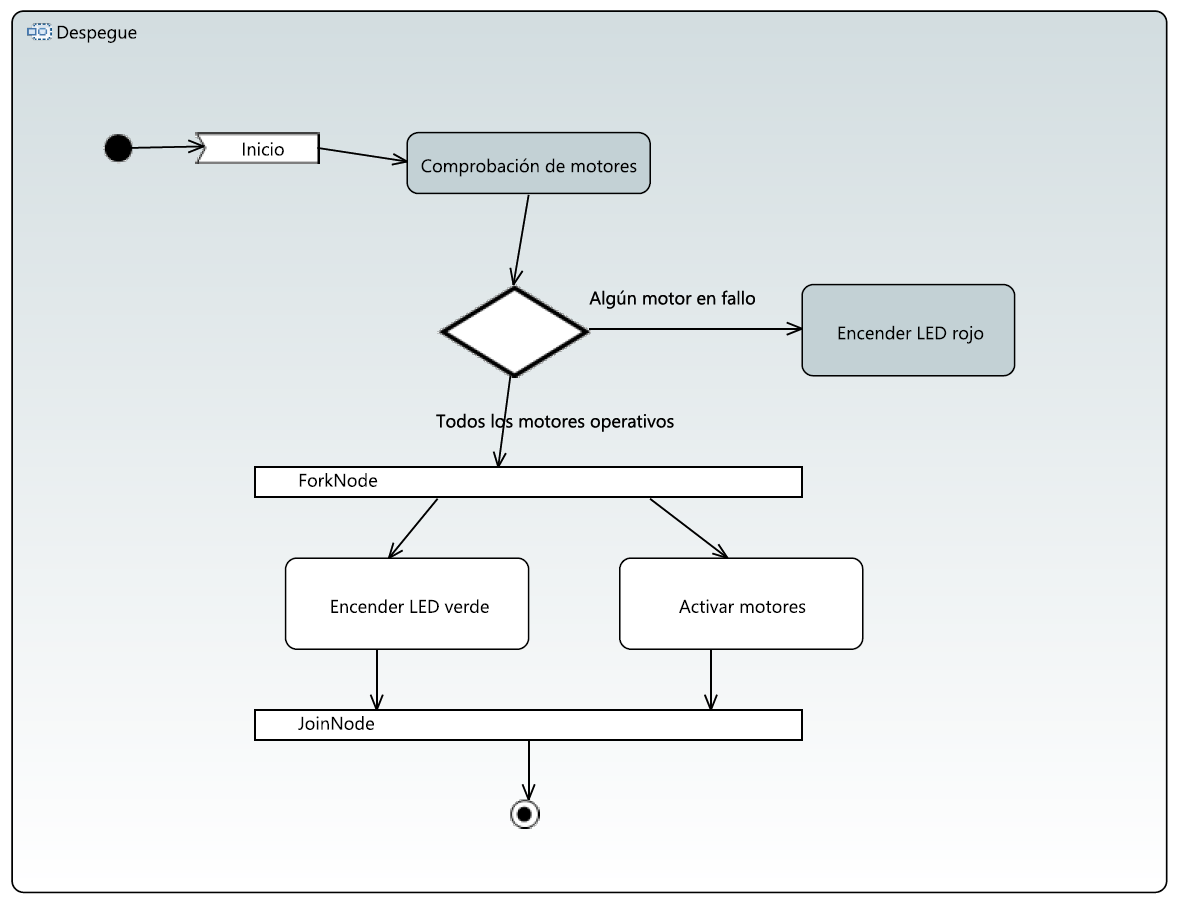 Despegue
Inicio
Comprobación de motores
Algún motor en fallo
Encender LED rojo
Todos los motores operativos
ForkNode
Encender LED verde
Activar motores
JoinNode